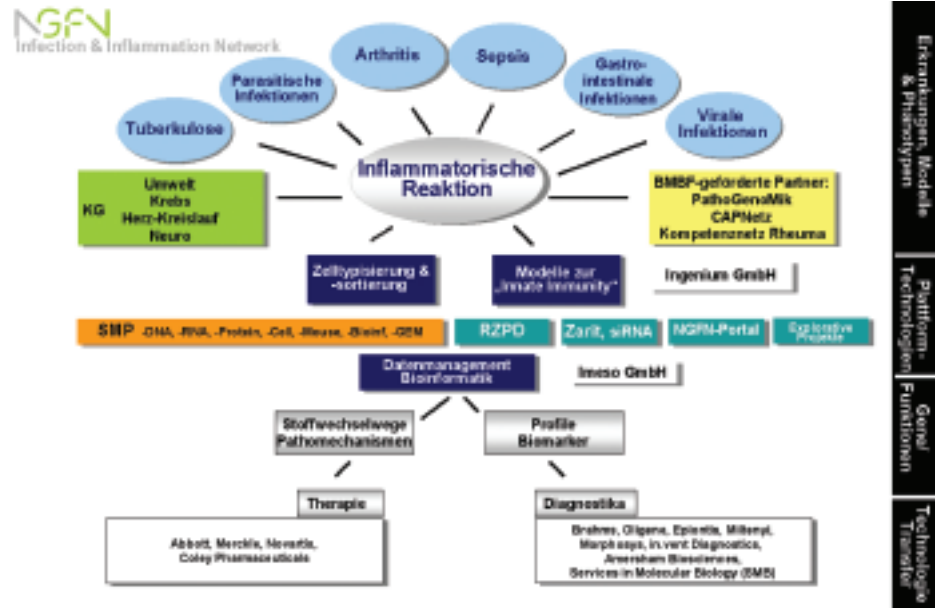 NGFN
Infection & Inflammation Network
Arthritis
Sepsis
Parasitische
Infektionen
Gastro-
intestinale
Infektionen
Tuberkulose
Virale
Infektionen
Inflammatorische
Reaktion
KG
Umwelt
Krebs
Herz-Kreislauf
Neuro
BMBF-geförderte Partner:
PathoGenoMik
CAPNetz
Kompetenznetz Rheuma
Zelltypisierung &
-sortierung
Modelle zur
„Innate Immunity“
Ingenium GmbH
SMP -DNA, -RNA, -Protein, -Cell, -Mouse, -Bioinf, -GEM
RZPD
Zarit, siRNA
NGFN-Portal
Explorative
Projekte
Datenmanagement
Bioinformatik
Imeso GmbH
Stoffwechselwege
Pathomechanismen
Profile
Biomarker
Therapie
Diagnostika
Abbott, Merckle, Novartis,
Coley Pharmaceuticals
Brahms, Oligene, Epiontis, Miltenyi,
Morphosys, in.vent Diagnostics,
Amersham Biosciences,
Services in Molecular Biology (SMB)
Erkrankungen, Modelle
& Phänotypen
Plattform-
Technologien
Gene/
Funktionen
Technologie
Transfer